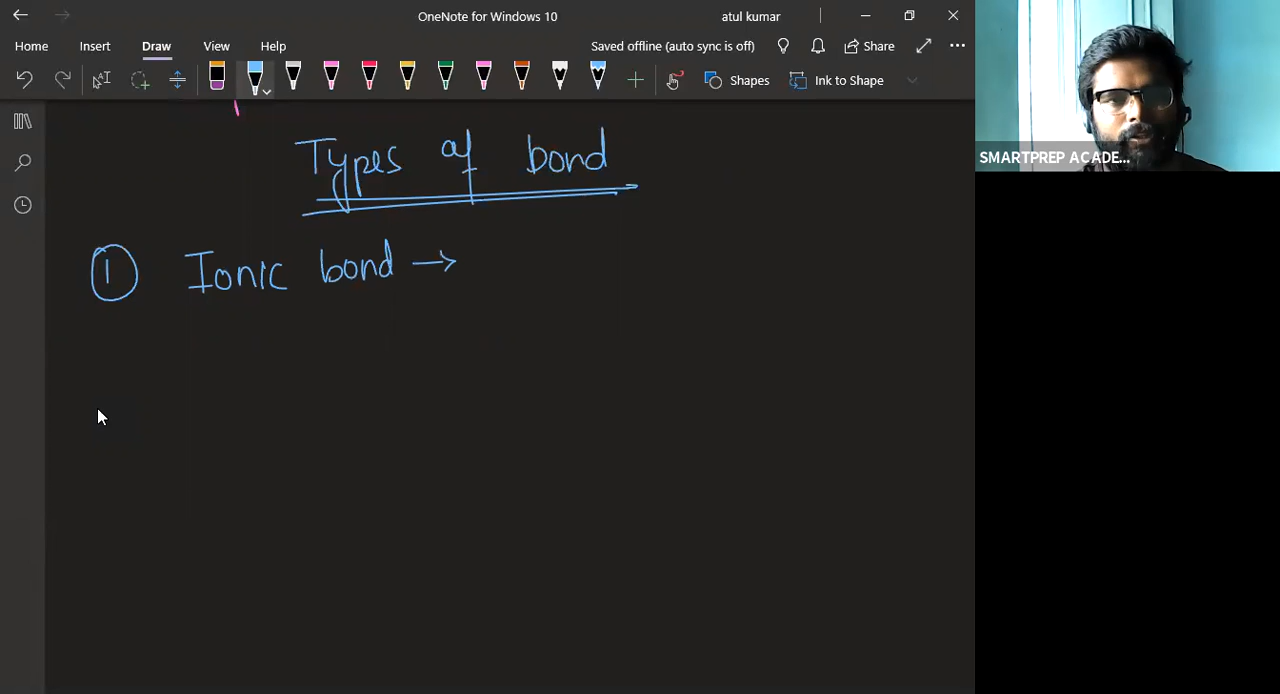 OneNote for Windows 10
atul kumar
Home Insert Draw View Help
Saved offline (auto sync is off)
Share
Shapes
Ink to Shape
SMARTPREP ACADE...
Types of bond
1 Ionic bond →